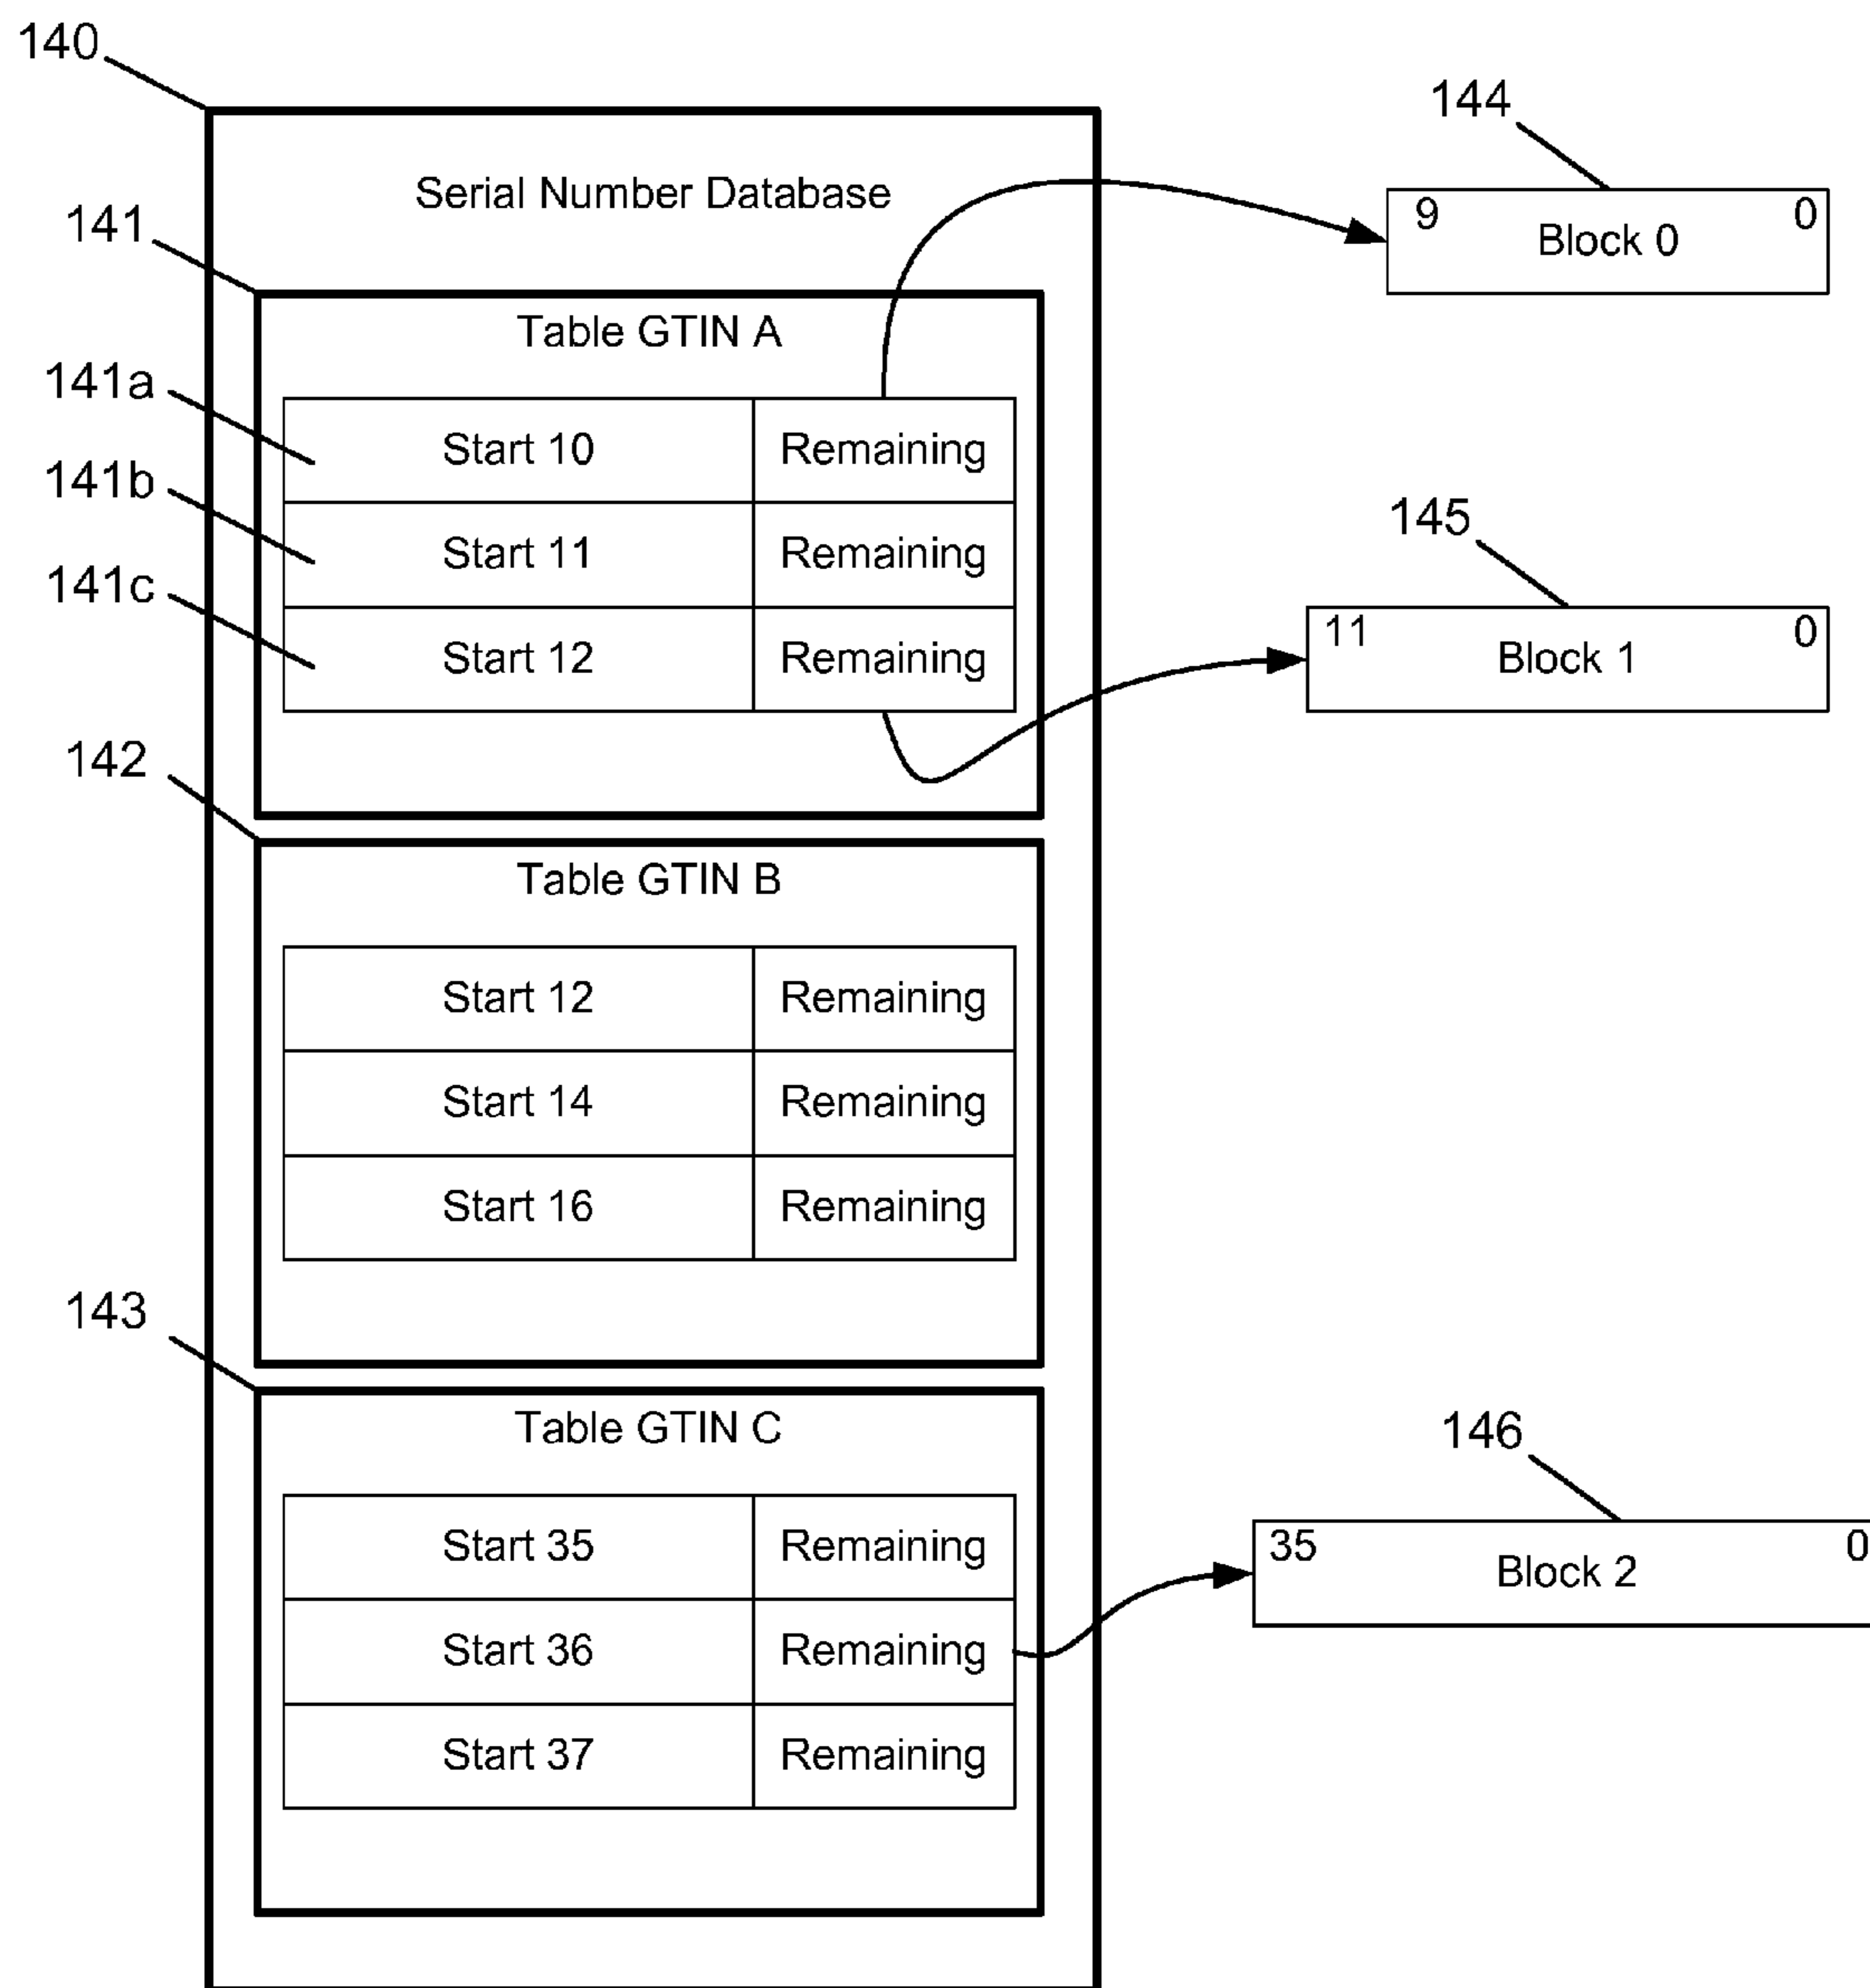 140
144
Serial Number Database
9 0
Block 0
141
Table GTIN A
141a
Start 10 Remaining
141b
Start 11 Remaining
145
141c
Start 12 Remaining
11 0
Block 1
142
Table GTIN B
Start 12 Remaining
Start 14 Remaining
Start 16 Remaining
143
Table GTIN C
146
Start 35 Remaining
35 0
Block 2
Start 36 Remaining
Start 37 Remaining